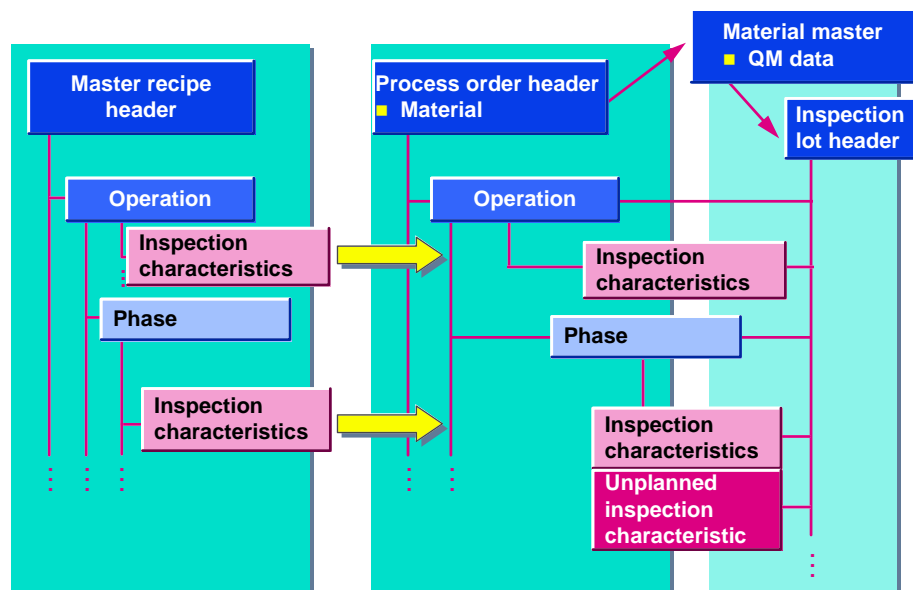 Master recipe
header
Operation
Inspection
characteristics
Phase
Inspection
characteristics
Process order header
Material
Operation
Inspection
characteristics
Phase
Inspection
characteristics
Unplanned
inspection
characteristic
Material master
QM data
Inspection
lot header